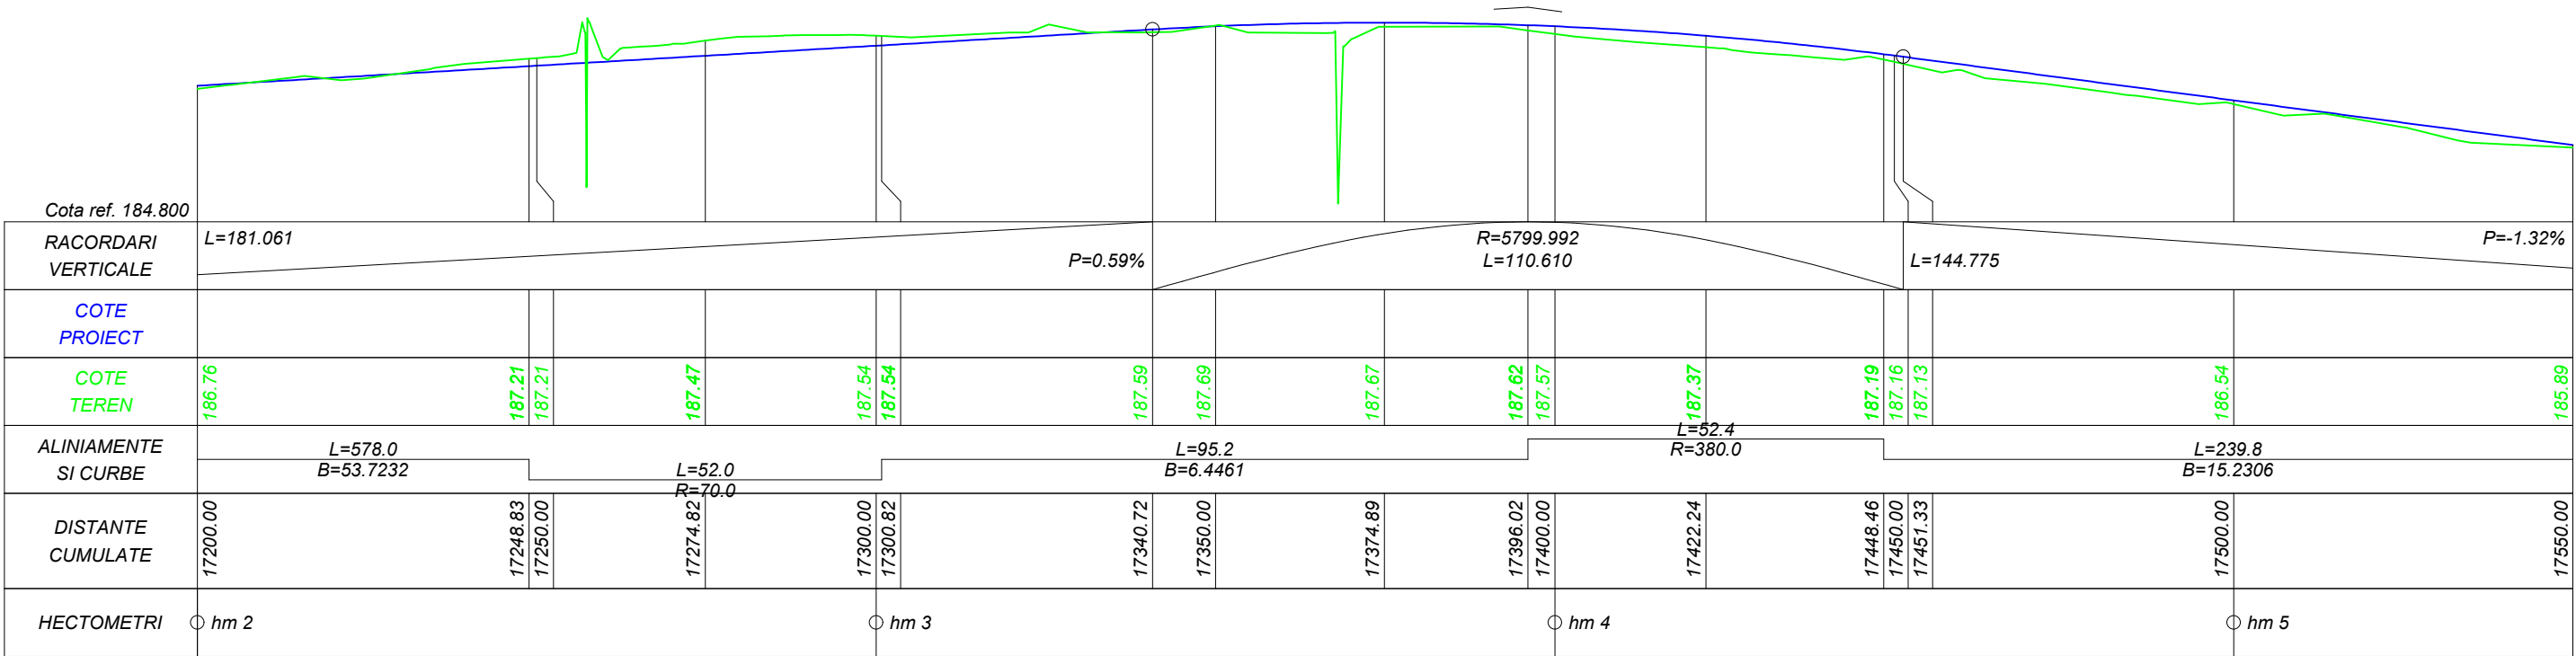 Cota ref. 184.800
RACORDARI
VERTICALE
L=181.061
P=0.59%
R=5799.992
L=110.610
L=144.775
P=-1.32%
COTE
PROIECT
COTE
TEREN
186.76
187.21
187.21
187.47
187.54
187.54
187.59
187.69
187.67
187.62
187.57
187.37
187.19
187.16
187.13
186.54
185.89
ALINIAMENTE
SI CURBE
L=578.0
B=53.7232
L=52.0
R=70.0
L=95.2
B=6.4461
L=52.4
R=380.0
L=239.8
B=15.2306
DISTANTE
CUMULATE
17200.00
17248.83
17250.00
17274.82
17300.00
17300.82
17340.72
17350.00
17374.89
17396.02
17400.00
17422.24
17448.46
17450.00
17451.33
17500.00
17550.00
HECTOMETRI
hm 2
hm 3
hm 4
hm 5